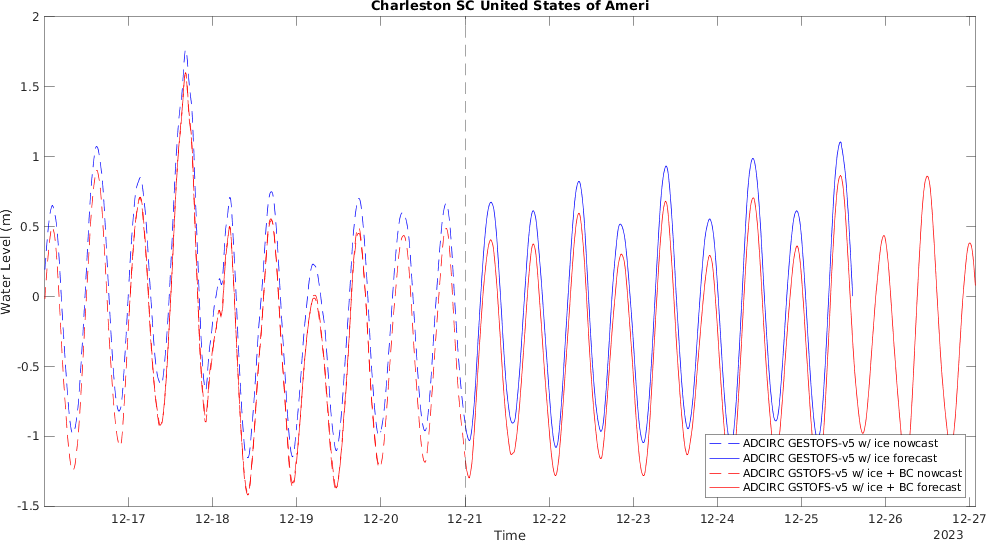 Charleston SC United States of Ameri
2
1.5
1
0.5
0
-0.5
-1
-1.5
Water Level (m)
ADCIRC GESTOFS-v5 w/ ice nowcast
ADCIRC GESTOFS-v5 w/ ice forecast
ADCIRC GSTOFS-v5 w/ ice + BC nowcast
ADCIRC GSTOFS-v5 w/ ice + BC forecast
12-17 12-18 12-19 12-20 12-21 12-22 12-23 12-24 12-25 12-26 12-27
Time
2023